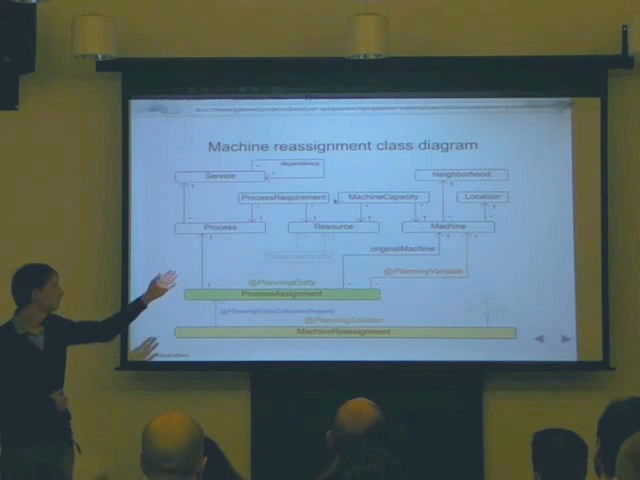 Machine reassignment class diagram
dependency
Service
Neighborhood
ProcessRequirement
MachineCapacity
Location
Process
Resource
Machine
originalMachine
@PlanningVariable
@PlanningEntity
ProcessAssignment
@PlanningEntityCollectionProperty
@PlanningSolution
MachineReassignment